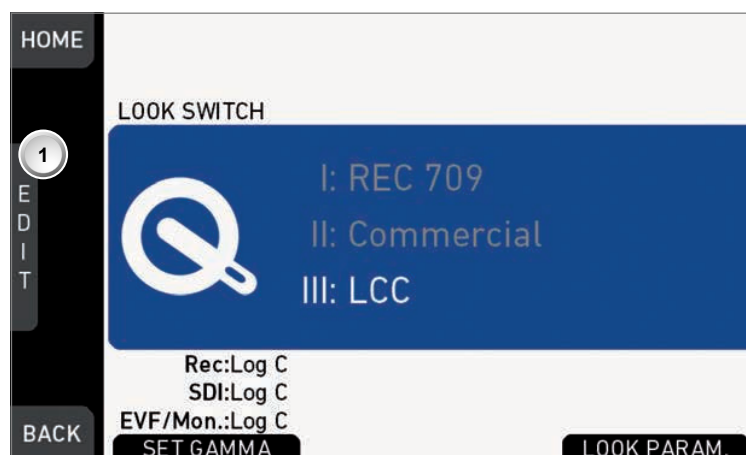 HOME
LOOK SWITCH
1
EDIT
I: REC 709
II: Commercial
III: LCC
Rec:Log C
SDI:Log C
EVF/Mon.:Log C
BACK
SET GAMMA
LOOK PARAM.